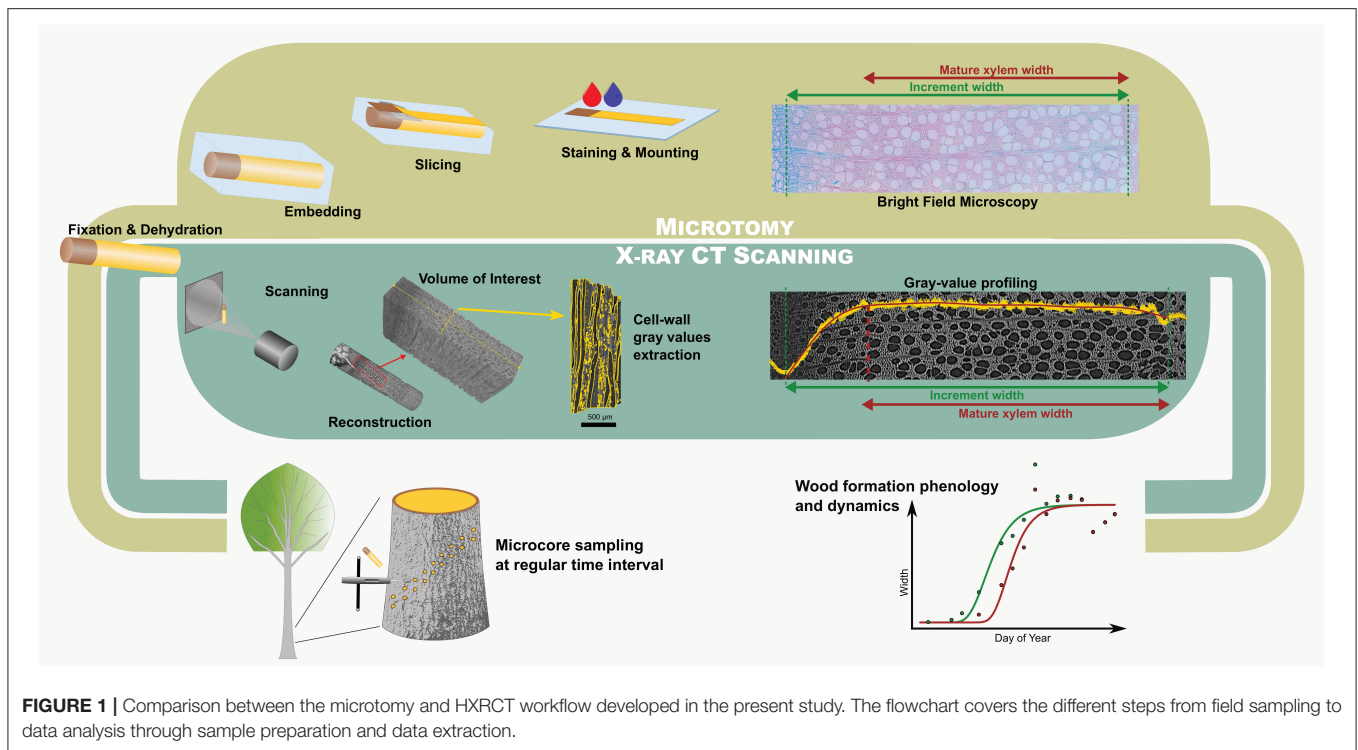 Mature xylem width
Increment width
Slicing
Staining & Mounting
Embedding
Bright Field Microscopy
Fixation & Dehydration
MICROTOMY
X-RAY CT SCANNING
Scanning
Volume of Interest
Gray-value profiling
Cell-wall
gray values
extraction
Increment width
Mature xylem width
500 µm
Reconstruction
Wood formation phenology
and dynamics
Microcore sampling
at regular time interval
Width
Day of Year
FIGURE 1 | Comparison between the microtomy and HXRCT workflow developed in the present study. The flowchart covers the different steps from field sampling to
data analysis through sample preparation and data extraction.